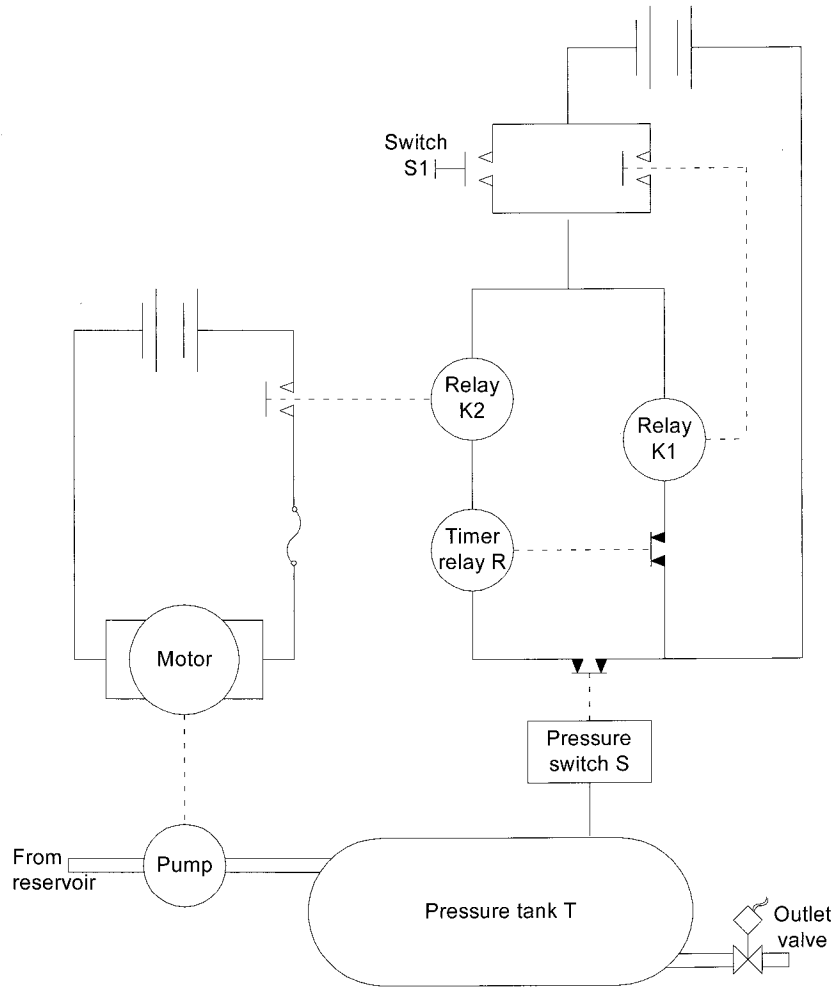 Switch
S1
Relay
K2
Relay
K1
Timer
relay R
Motor
Pressure
switch S
From
reservoir
Pump
Pressure tank T
Outlet
valve